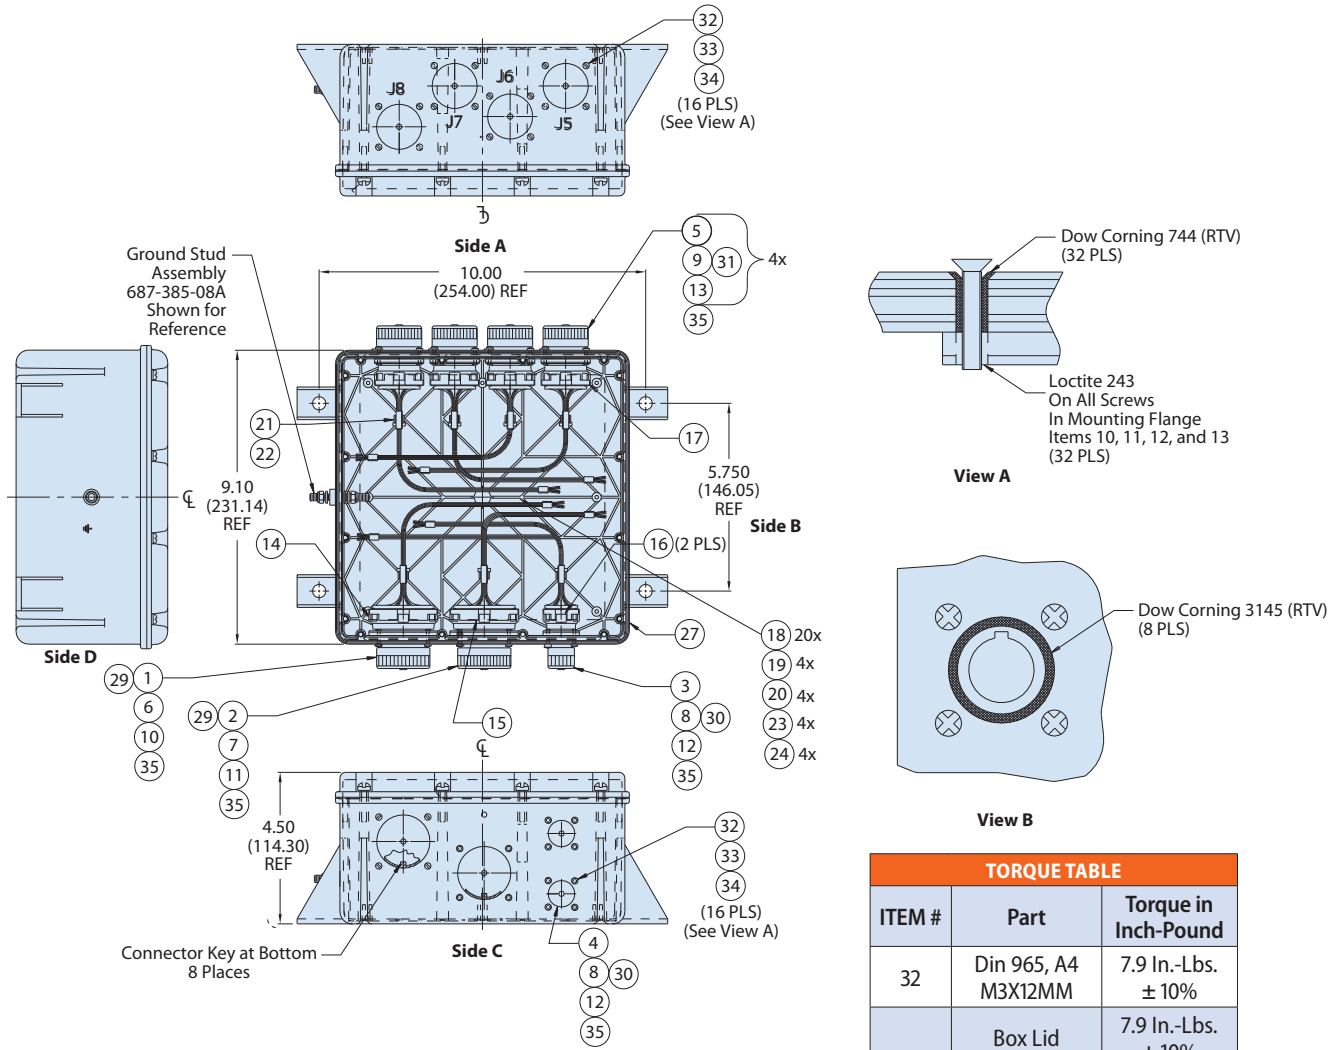 32
33
34
(16 PLS)
(See View A)
J8
J7
J6
J5
Side A
5
9 31 4x
13
35
10.00
(254.00) REF
Ground Stud
Assembly
687-385-08A
Shown for
Reference
21
22
17
9.10
(231.14)
REF
5.750
(146.05)
REF
Side B
14
16 (2 PLS)
27
Side D
29 1
6
10
35
29 2
7
11
35
15
3
8 30
12
35
18 20x
19 4x
20 4x
23 4x
24 4x
4.50
(114.30)
REF
32
33
34
(16 PLS)
(See View A)
Connector Key at Bottom
8 Places
Side C
4
8 30
12
35
Dow Corning 744 (RTV)
(32 PLS)
Loctite 243
On All Screws
In Mounting Flange
Items 10, 11, 12, and 13
(32 PLS)
View A
Dow Corning 3145 (RTV)
(8 PLS)
View B
TORQUE TABLE
ITEM # Part Torque in
Inch-Pound
32 Din 965, A4
M3X12MM 7.9 In.-Lbs.
± 10%
Box Lid 7.9 In.-Lbs.
± 10%